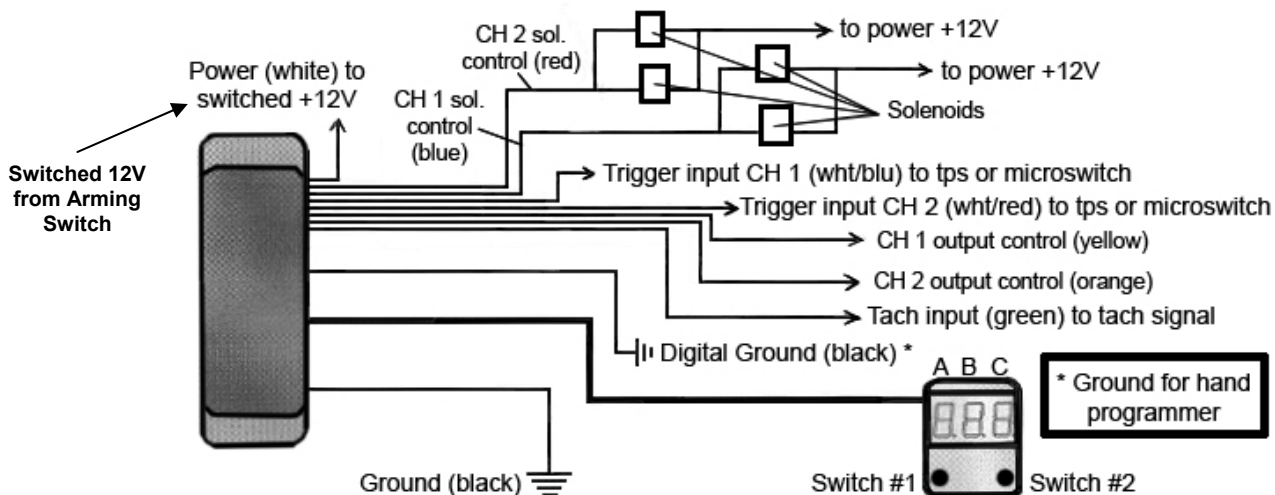 CH 2 sol.
control (red)
to power +12V
to power +12V
Power (white) to
switched +12V
CH 1 sol.
control
(blue)
Solenoids
Switched 12V
from Arming
Switch
Trigger input CH 1 (wht/blu) to tps or microswitch
Trigger input CH 2 (wht/red) to tps or microswitch
CH 1 output control (yellow)
CH 2 output control (orange)
Tach input (green) to tach signal
Digital Ground (black) *
A B C
8.8.8
* Ground for hand
programmer
Ground (black)
Switch #1
Switch #2